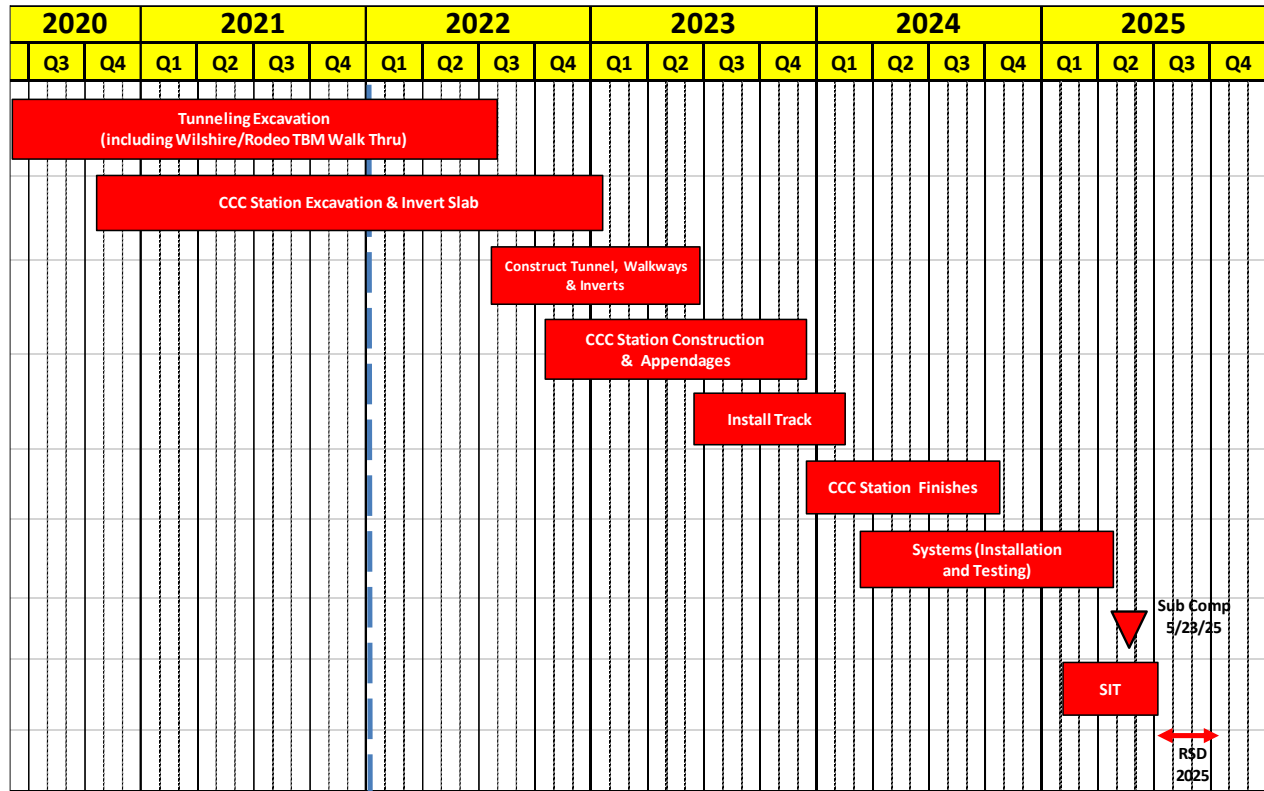 2020 2021 2022 2023 2024 2025
Q3 Q4 Q1 Q2 Q3 Q4 Q1 Q2 Q3 Q4 Q1 Q2 Q3 Q4 Q1 Q2 Q3 Q4 Q1 Q2 Q3 Q4
Tunneling Excavation
(including Wilshire/Rodeo TBM Walk Thru)
CCC Station Excavation & Invert Slab
Construct Tunnel, Walkways
& Inverts
CCC Station Construction
& Appendages
Install Track
CCC Station Finishes
Systems (Installation
and Testing)
Sub Comp
5/23/25
SIT
RSD
2025